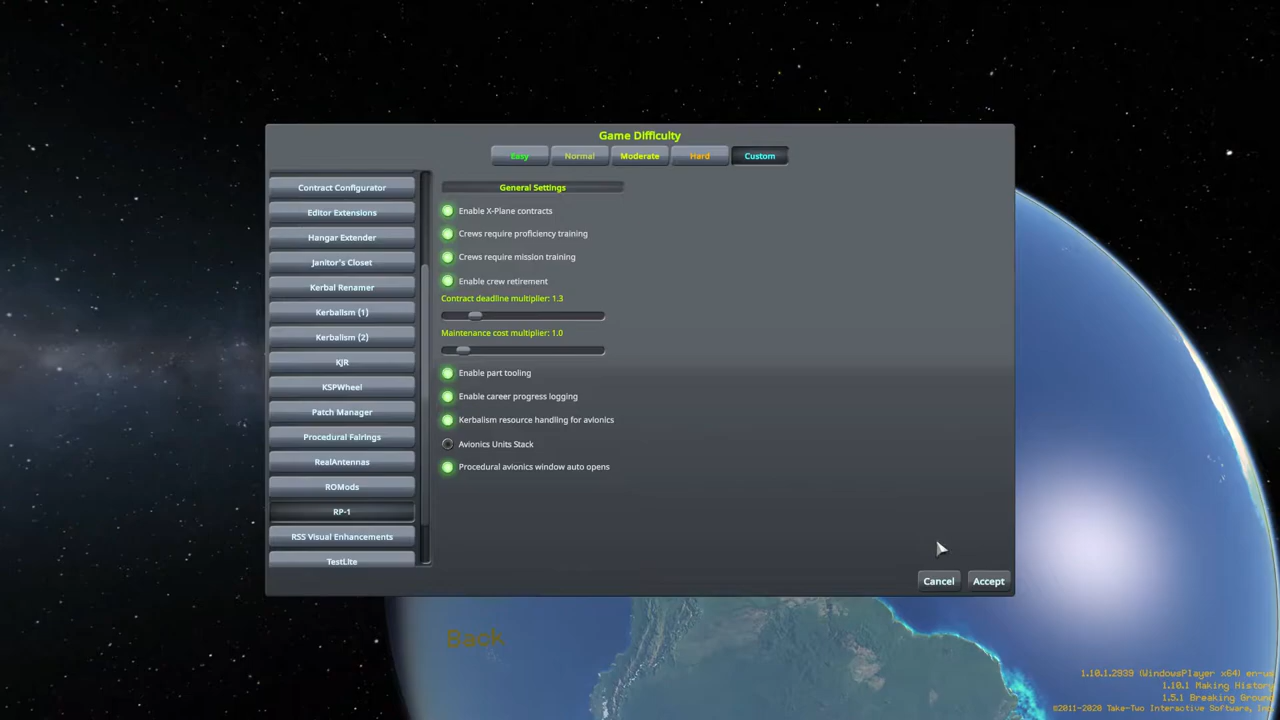 Game Difficulty
Easy
Normal
Moderate
Hard
Custom
Contract Configurator
Editor Extensions
Hangar Extender
Janitor's Closet
Kerbal Renamer
Kerbalism (1)
Kerbalism (2)
KJR
KSPWheel
Patch Manager
Procedural Fairings
RealAntennas
ROMods
RP-1
RSS Visual Enhancements
TestLite
General Settings
Enable X-Plane contracts
Crews require proficiency training
Crews require mission training
Enable crew retirement
Contract deadline multiplier: 1.3
Maintenance cost multiplier: 1.0
Enable part tooling
Enable career progress logging
Kerbalism resource handling for avionics
Avionics Units Stack
Procedural avionics window auto opens
Cancel
Accept
Back
1.10.1.2939 (WindowsPlayer x64) en-us
1.10.1 Making History
1.5.1 Breaking Ground
©2011-2020 Take-Two Interactive Software, Inc.